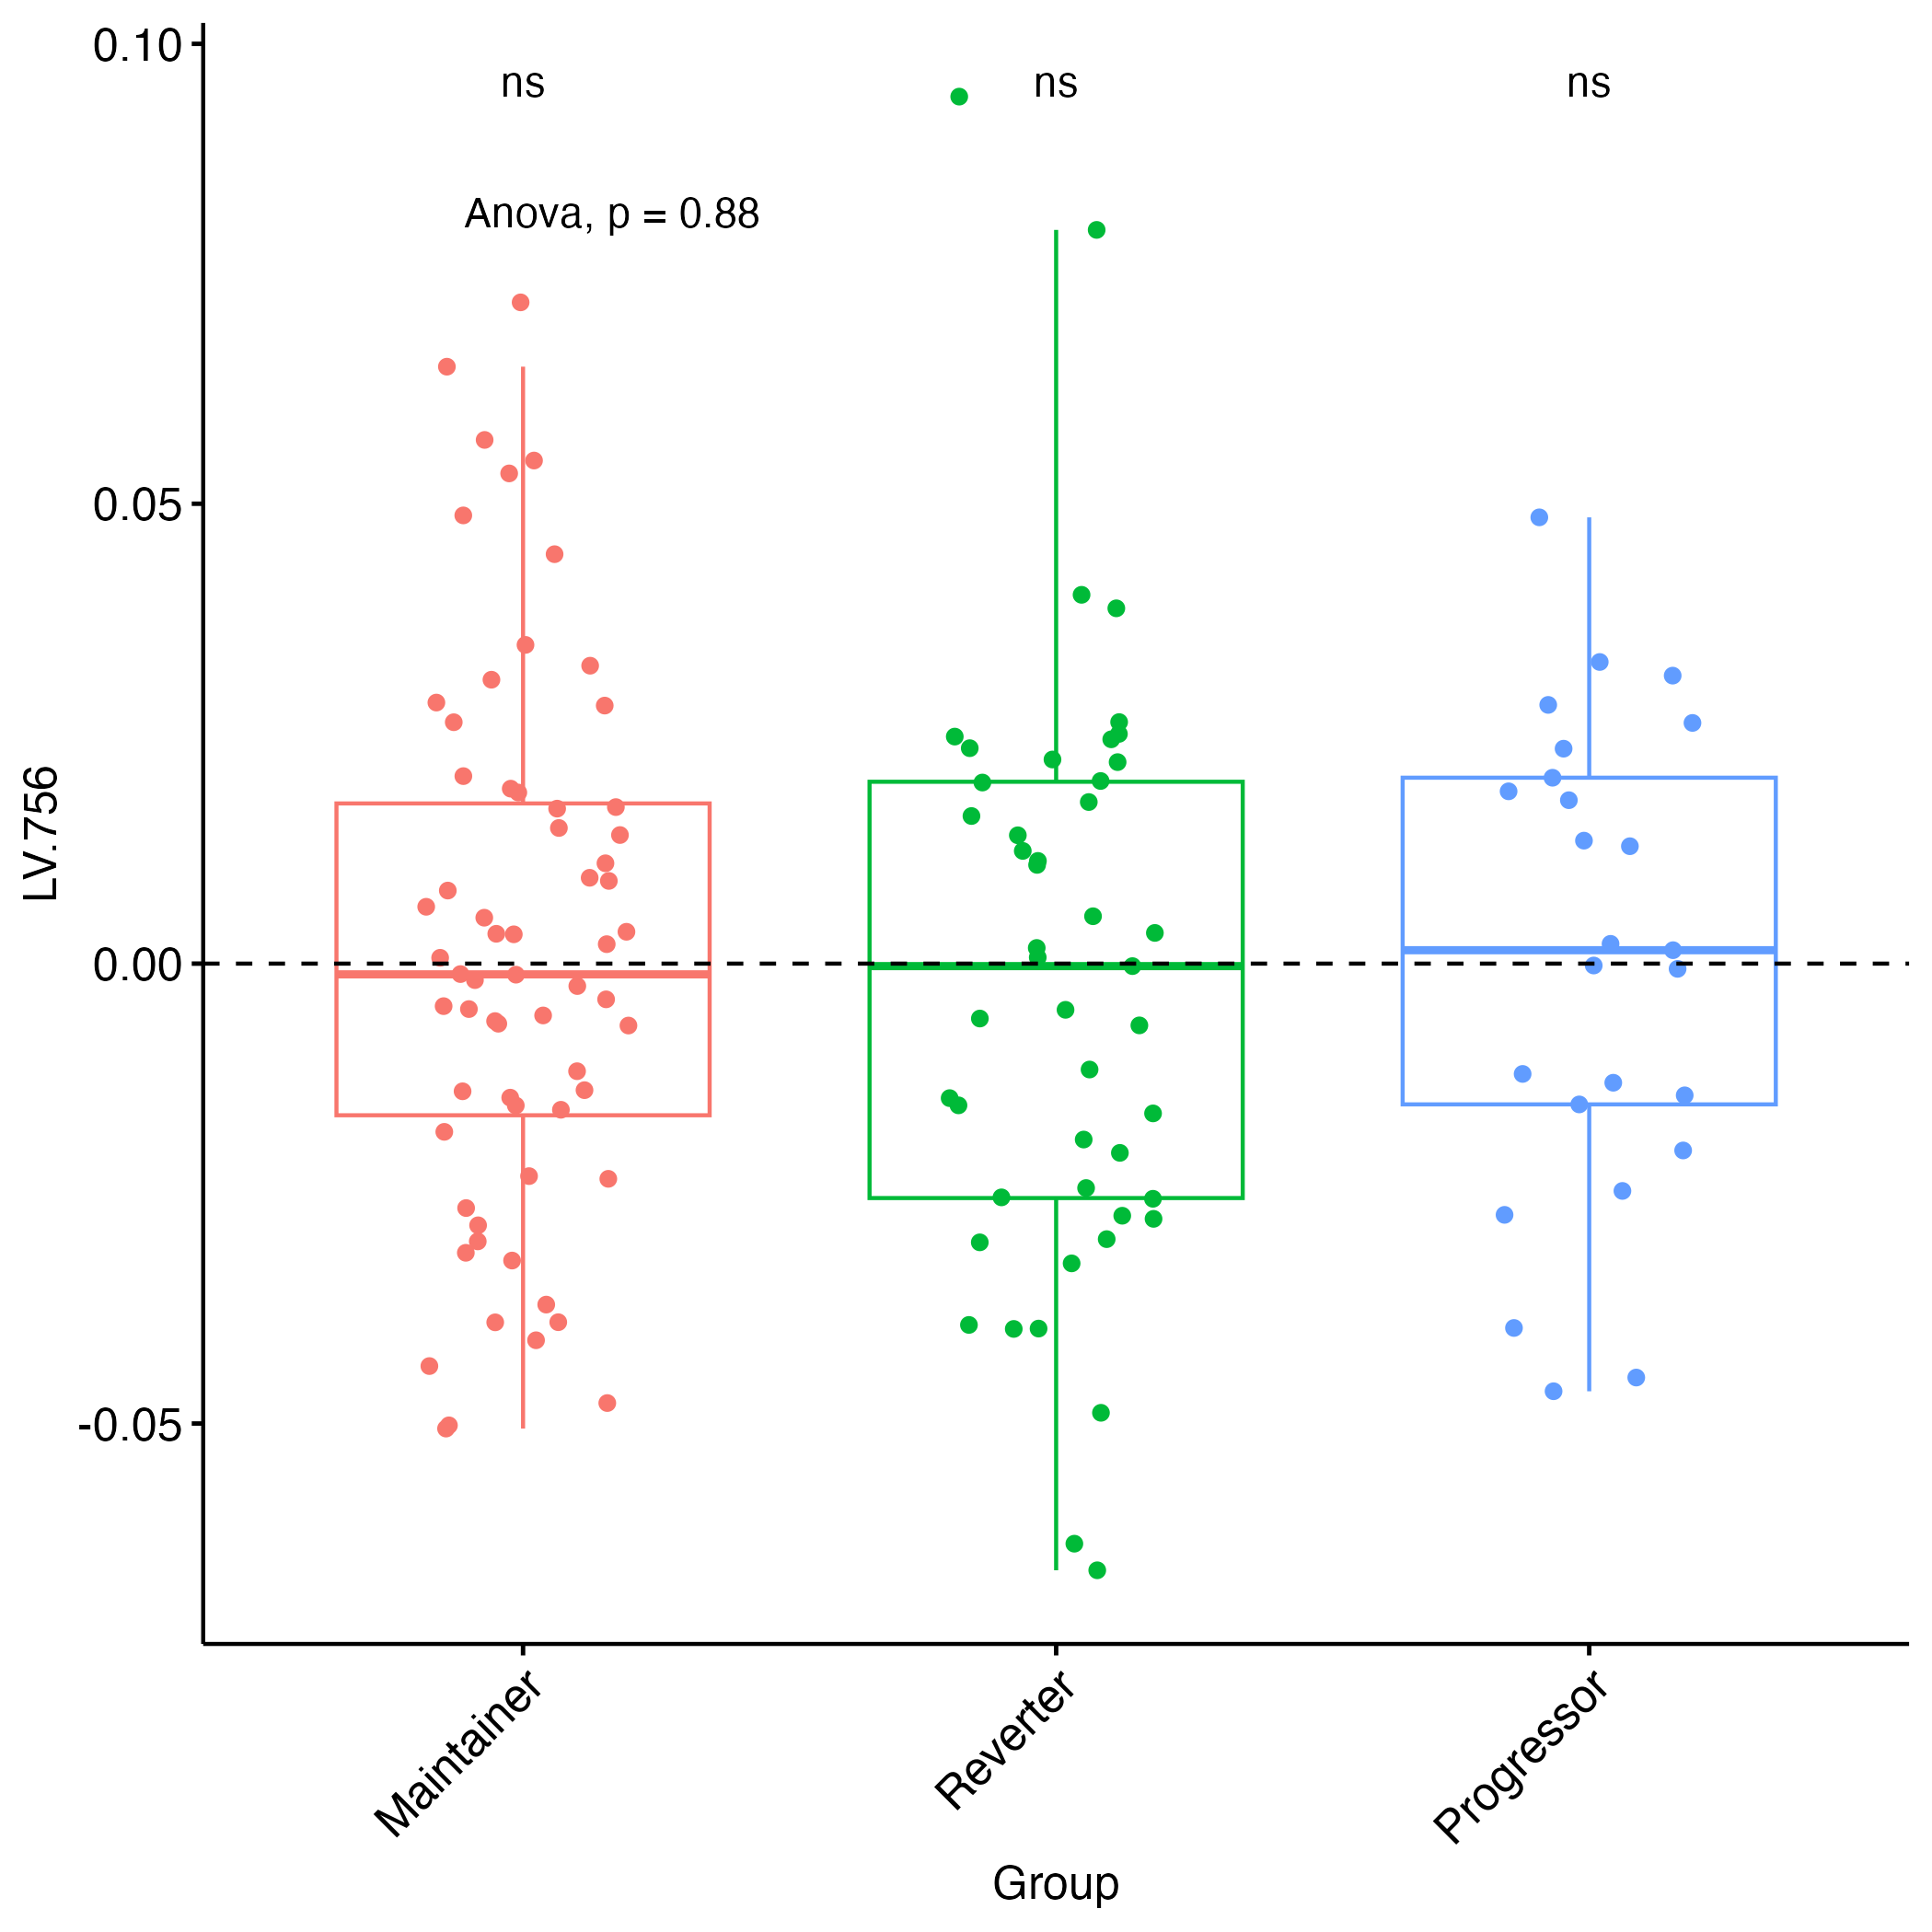 0.10
ns
ns
ns
Anova, p = 0.88
0.05
LV.756
0.00
-0.05
Maintainer
Reverter
Progressor
Group